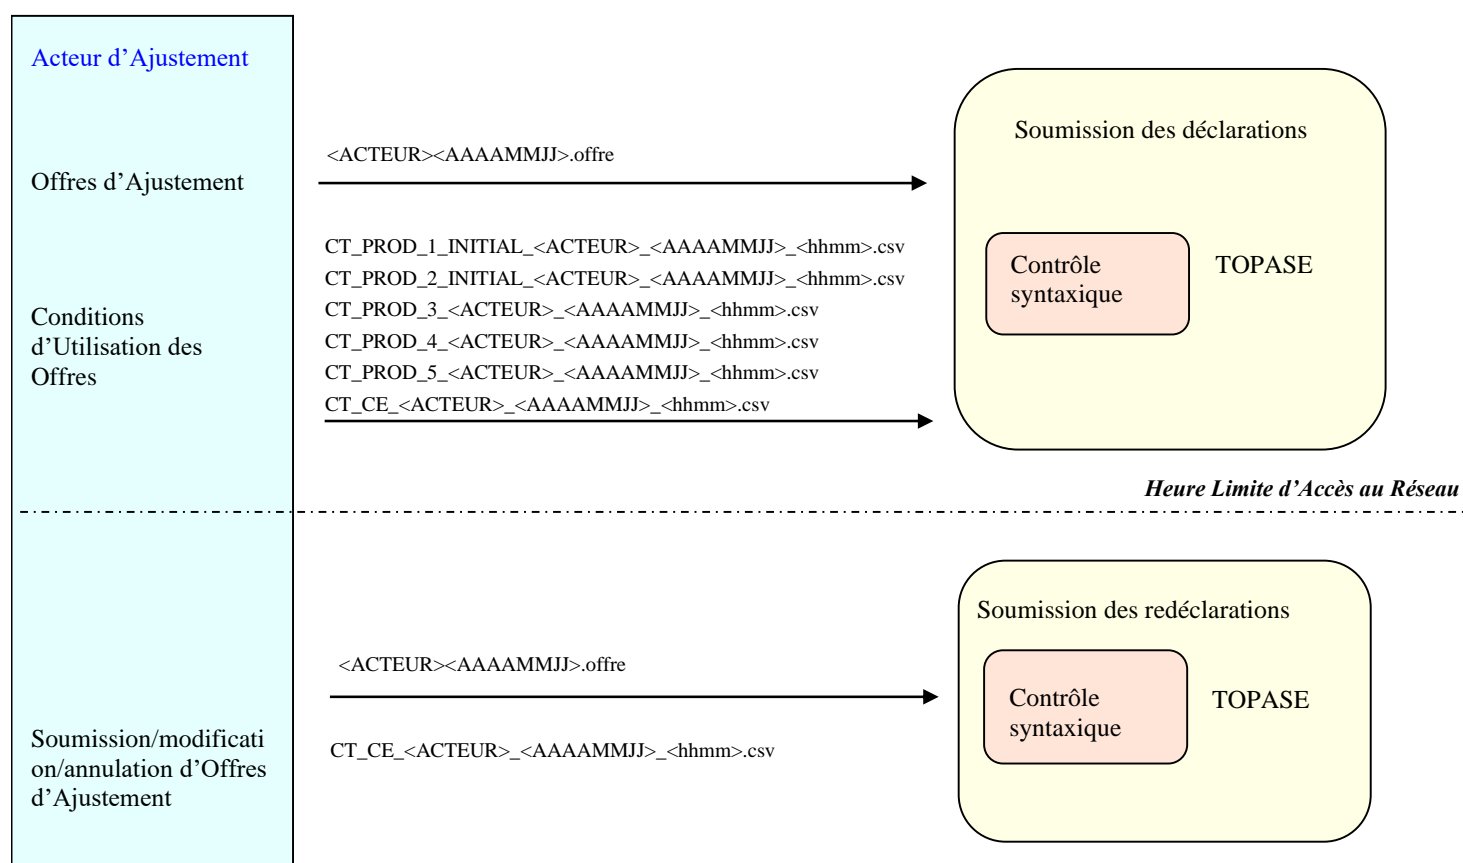 Acteur d’Ajustement
Soumission des déclarations
<ACTEUR><AAAAMMJJ>.offre
Offres d’Ajustement
CT_PROD_1_INITIAL_<ACTEUR>_<AAAAMMJJ>_<hhmm>.csv
CT_PROD_2_INITIAL_<ACTEUR>_<AAAAMMJJ>_<hhmm>.csv
CT_PROD_3_<ACTEUR>_<AAAAMMJJ>_<hhmm>.csv
CT_PROD_4_<ACTEUR>_<AAAAMMJJ>_<hhmm>.csv
CT_PROD_5_<ACTEUR>_<AAAAMMJJ>_<hhmm>.csv
CT_CE_<ACTEUR>_<AAAAMMJJ>_<hhmm>.csv
Contrôle
syntaxique
TOPASE
Conditions
d’Utilisation des
Offres
Heure Limite d’Accès au Réseau
Soumission des redéclarations
<ACTEUR><AAAAMMJJ>.offre
Contrôle
syntaxique
TOPASE
Soumission/modificati
on/annulation d’Offres
d’Ajustement
CT_CE_<ACTEUR>_<AAAAMMJJ>_<hhmm>.csv